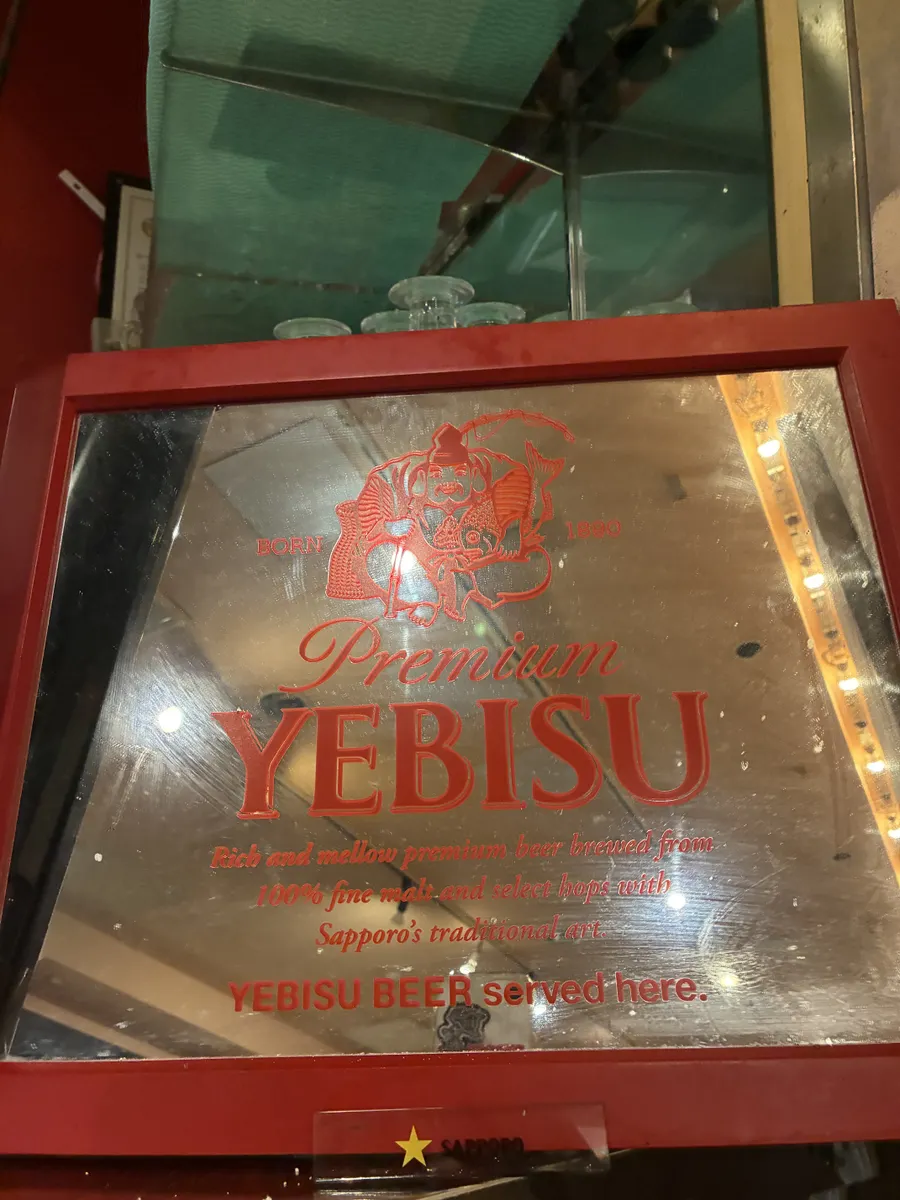 BORN 1890
Premium
YEBISU
Rich and mellow premium beer brewed from
100% fine malt and select hops with
Sapporo's traditional art.
YEBISU BEER served here.
SAPPORO